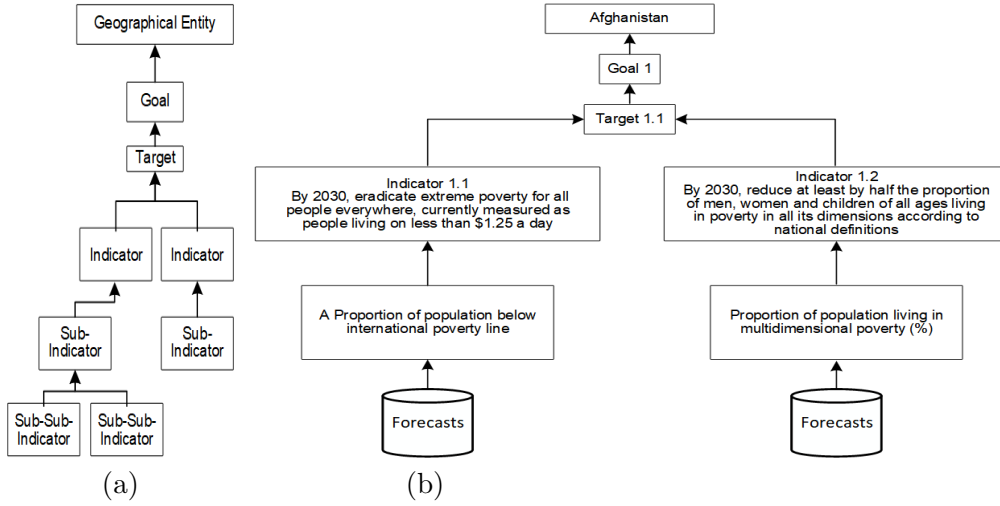 Geographical Entity
Goal
Target
Indicator
Indicator
Sub-
Indicator
Sub-
Indicator
Sub-Sub-
Indicator
Sub-Sub-
Indicator
(a)
Afghanistan
Goal 1
Target 1.1
Indicator 1.1
By 2030, eradicate extreme poverty for all
people everywhere, currently measured as
people living on less than $1.25 a day
Indicator 1.2
By 2030, reduce at least by half the proportion
of men, women and children of all ages living
in poverty in all its dimensions according to
national definitions
A Proportion of population below
international poverty line
Proportion of population living in
multidimensional poverty (%)
Forecasts
Forecasts
(b)